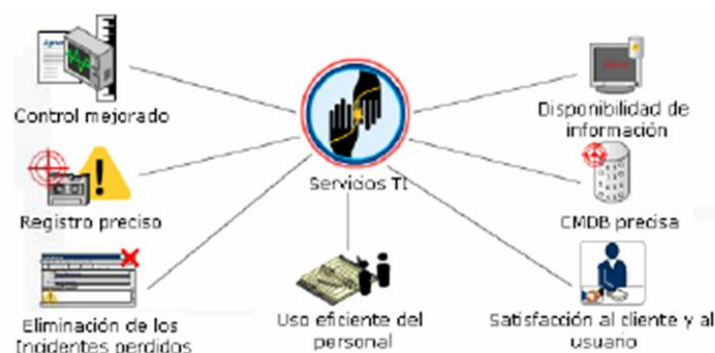 Control mejorado
Disponibilidad de
información
Servicios TI
Registro preciso
CMDB precisa
Eliminación de los
Incidentes perdidos
Uso eficiente del
personal
Satisfacción al cliente y al
usuario